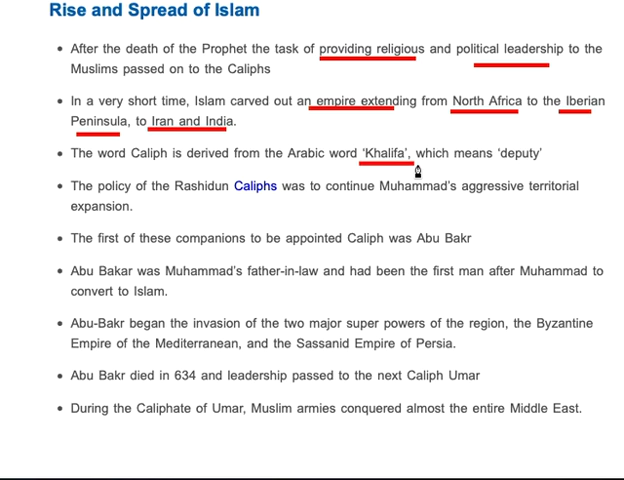 Rise and Spread of Islam
• After the death of the Prophet the task of providing religious and political leadership to the
Muslims passed on to the Caliphs
• In a very short time, Islam carved out an empire extending from North Africa to the Iberian
Peninsula, to Iran and India.
• The word Caliph is derived from the Arabic word ‘Khalifa’, which means ‘deputy’
• The policy of the Rashidun Caliphs was to continue Muhammad’s aggressive territorial
expansion.
• The first of these companions to be appointed Caliph was Abu Bakr
• Abu Bakar was Muhammad’s father-in-law and had been the first man after Muhammad to
convert to Islam.
• Abu-Bakr began the invasion of the two major super powers of the region, the Byzantine
Empire of the Mediterranean, and the Sassanid Empire of Persia.
• Abu Bakr died in 634 and leadership passed to the next Caliph Umar
• During the Caliphate of Umar, Muslim armies conquered almost the entire Middle East.